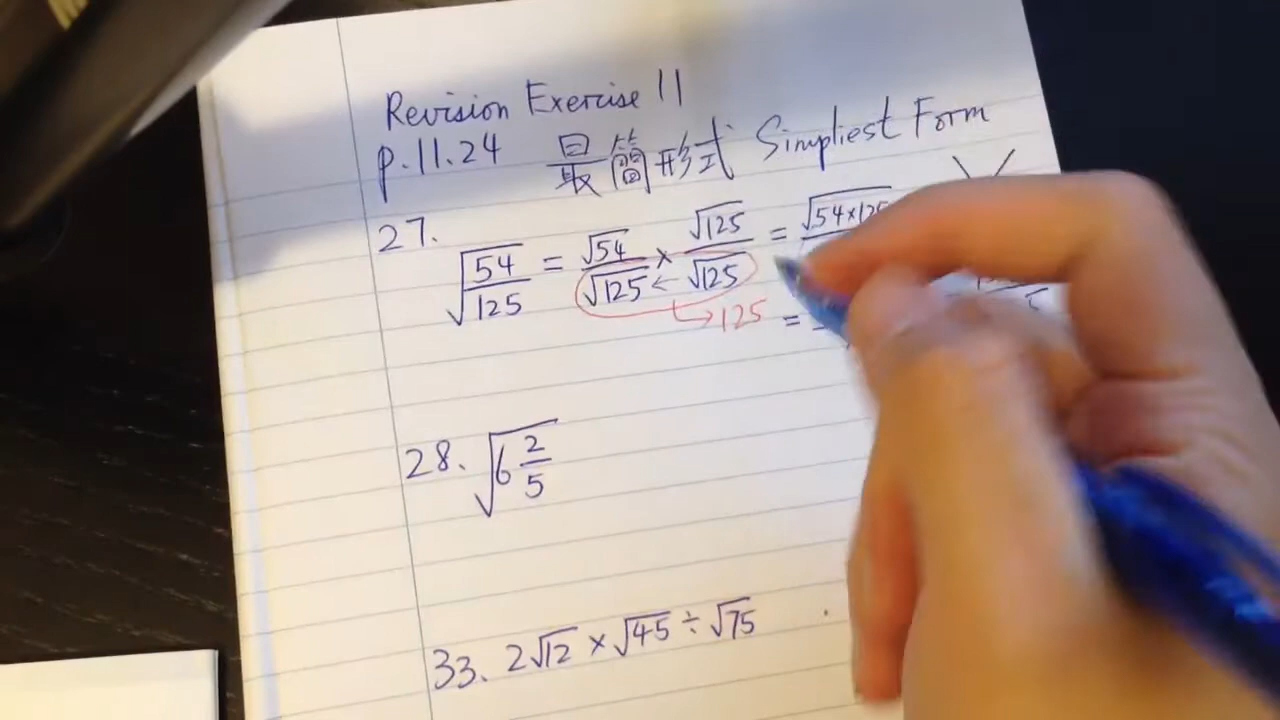 Revision Exercise 11
p.11.24 最簡形式 Simpliest Form
27.
√(54/125) = √54/√125 × √125/√125 = √54×125
→125 =
28. √(6 2/5)
33. 2√12 × √45 ÷ √75